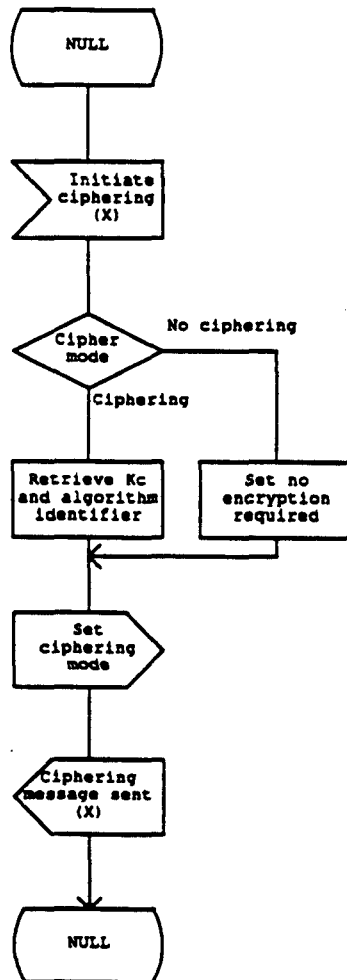 NULL
Initiate
ciphering
(X)
Cipher
mode
No ciphering
Ciphering
Retrieve Kc
and algorithm
identifier
Set no
encryption
required
Set
ciphering
mode
Ciphering
message sent
(X)
NULL